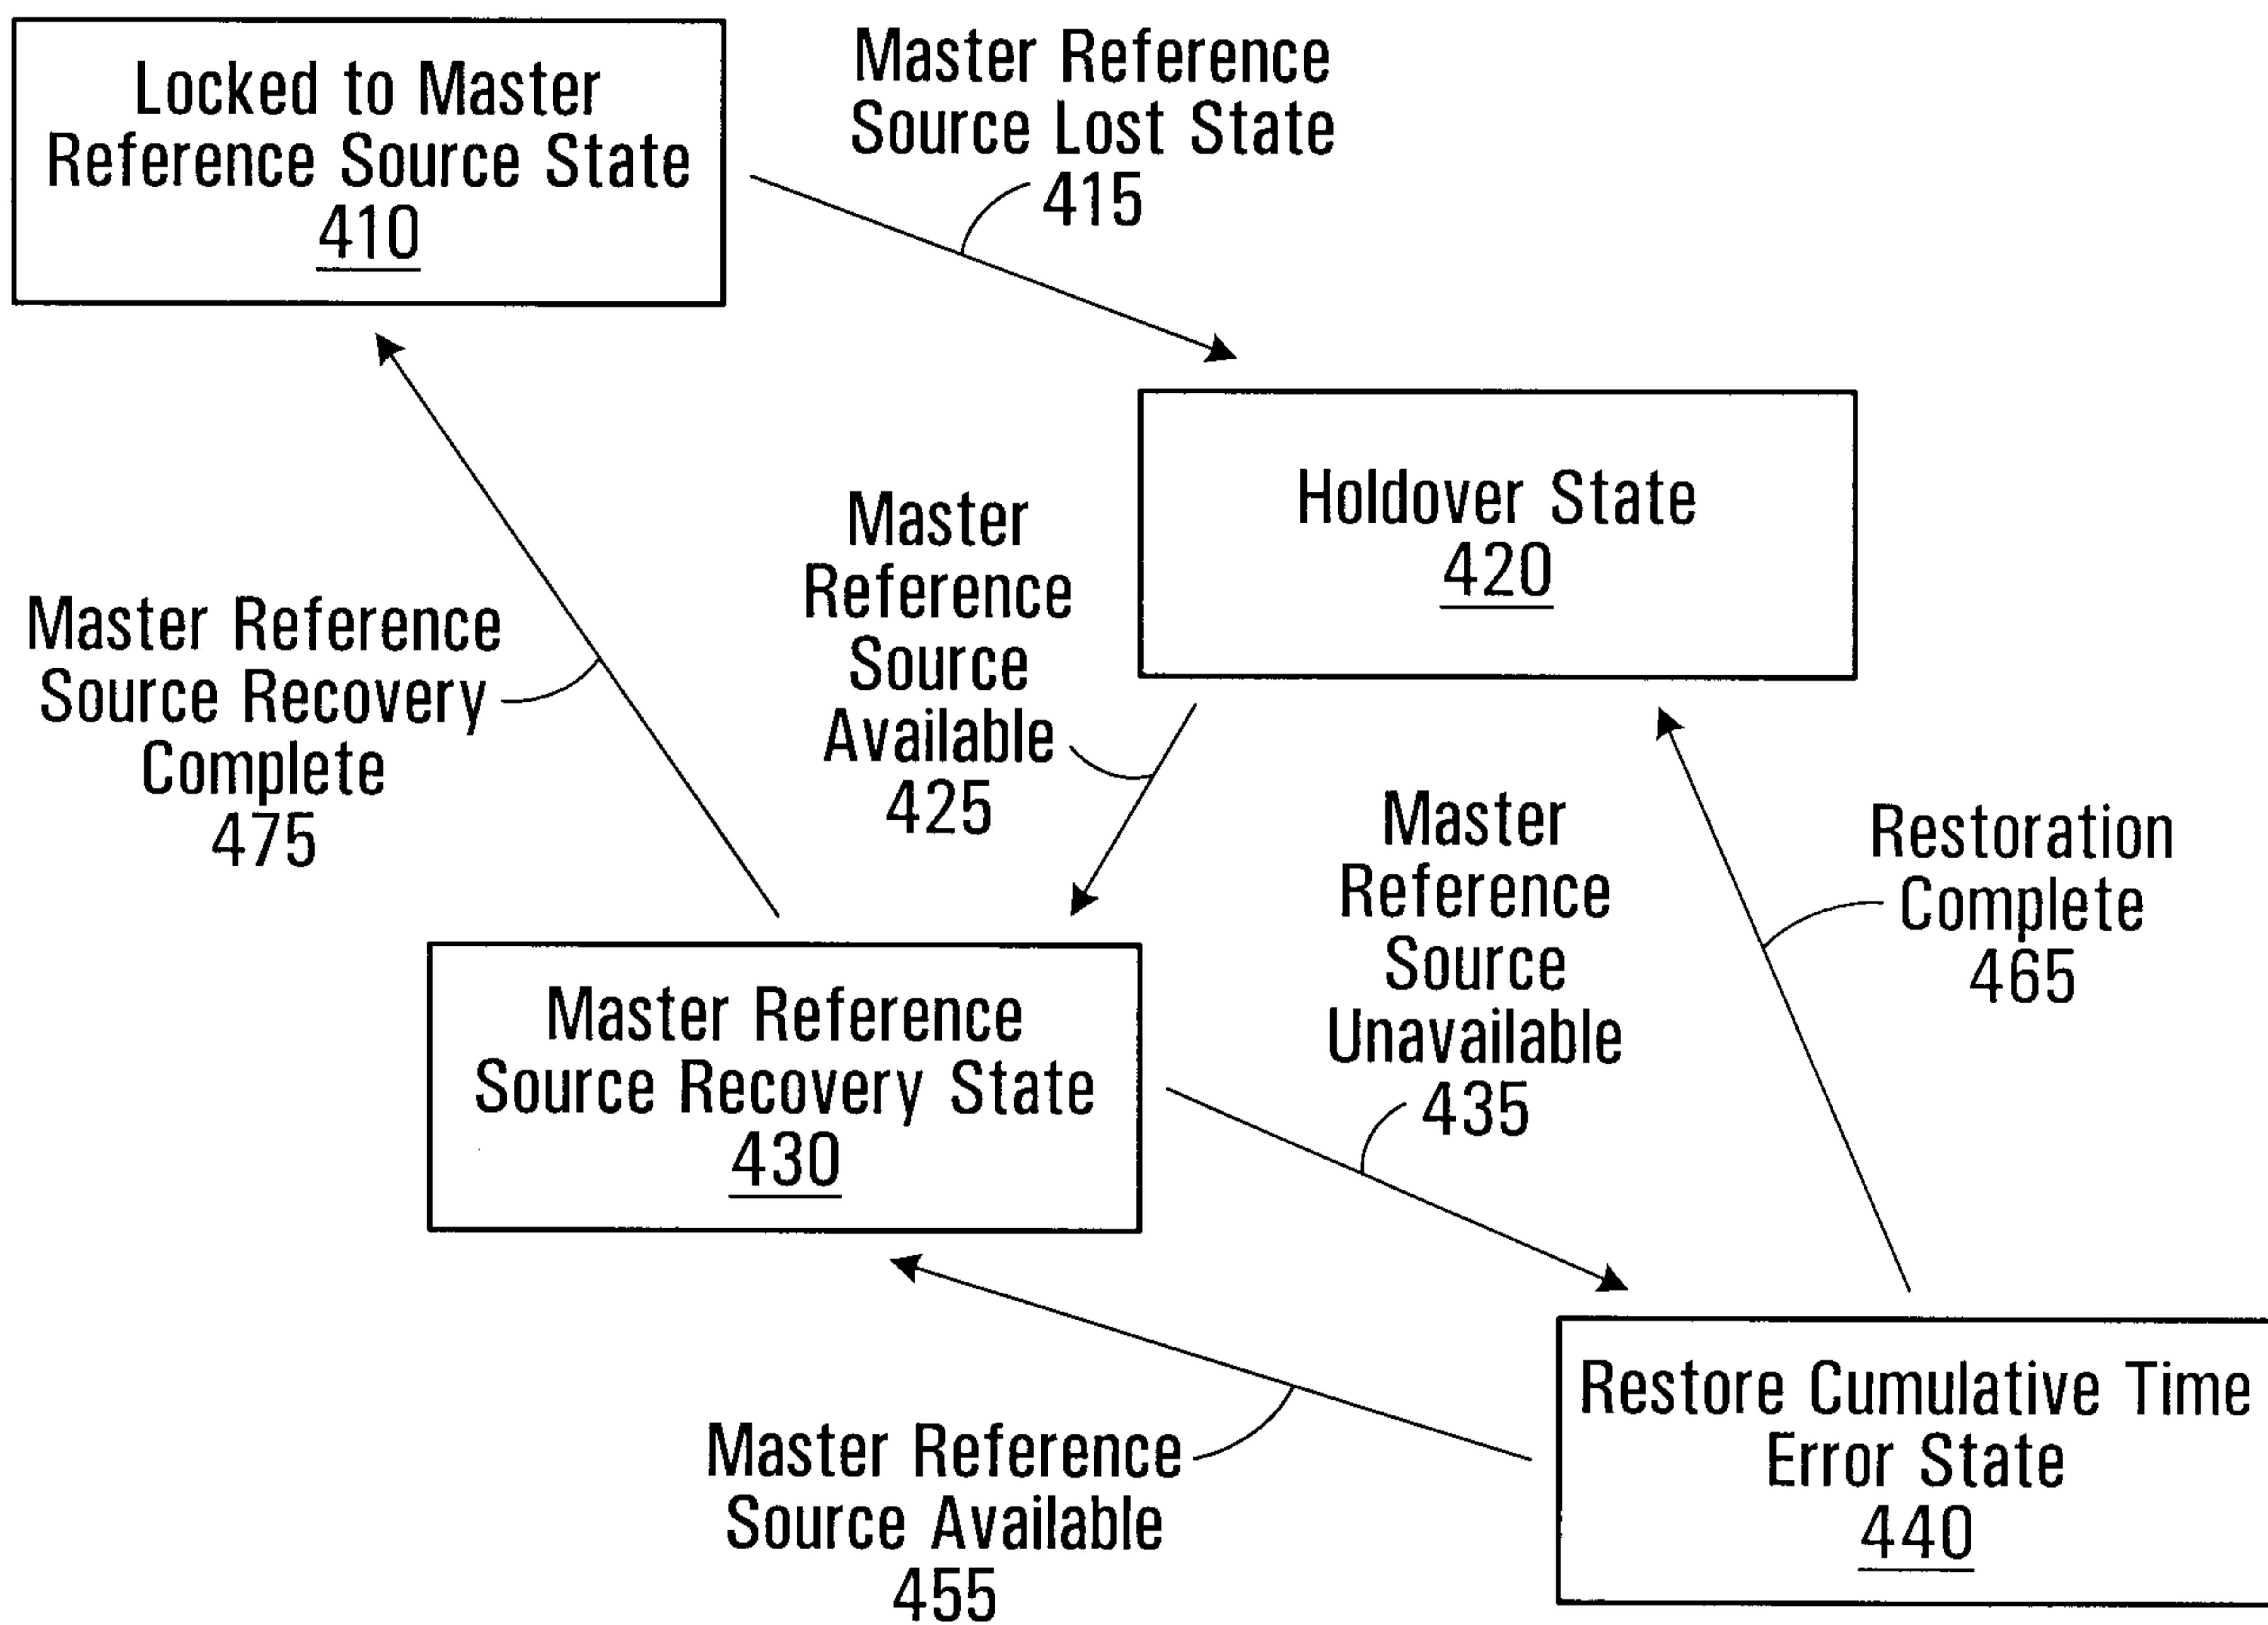 Locked to Master
Reference Source State
410
Master Reference
Source Lost State
415
Holdover State
420
Master
Reference
Source
Available
425
Master Reference
Source Recovery
Complete
475
Master
Reference
Source
Unavailable
435
Restoration
Complete
465
Master Reference
Source Recovery State
430
Restore Cumulative Time
Error State
440
Master Reference
Source Available
455